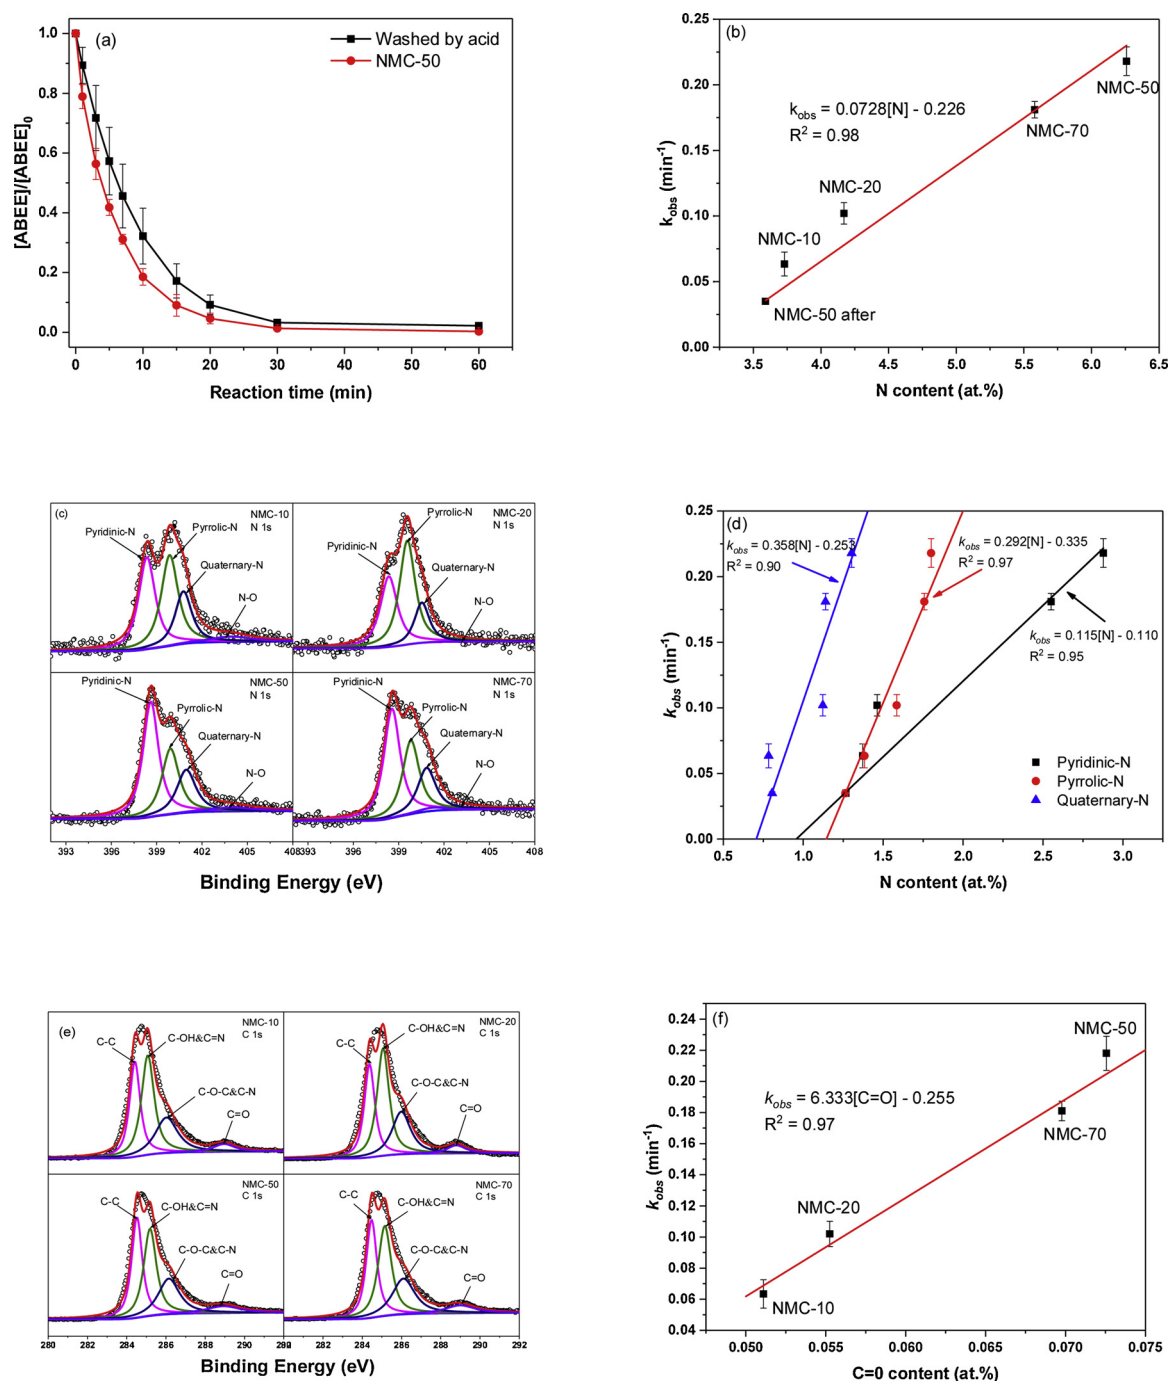 (a)
Washed by acid
NMC-50
[ABEE]/[ABEE]0
1.0
0.8
0.6
0.4
0.2
0.0
0 10 20 30 40 50 60
Reaction time (min)
(b)
kobs = 0.0728[N] - 0.226
R² = 0.98
NMC-50
NMC-70
NMC-20
NMC-10
NMC-50 after
kobs (min⁻¹)
0.25
0.20
0.15
0.10
0.05
0.00
3.5 4.0 4.5 5.0 5.5 6.0 6.5
N content (at.%)
(c)
NMC-10
N 1s
Pyridinic-N
Pyrrolic-N
Quaternary-N
N-O
NMC-20
N 1s
Pyrrolic-N
Pyridinic-N
Quaternary-N
N-O
NMC-50
N 1s
Pyridinic-N
Pyrrolic-N
Quaternary-N
N-O
NMC-70
N 1s
Pyridinic-N
Pyrrolic-N
Quaternary-N
N-O
393 396 399 402 405 408 393 396 399 402 405 408
Binding Energy (eV)
(d)
kobs = 0.358[N] - 0.253
R² = 0.90
kobs = 0.292[N] - 0.335
R² = 0.97
kobs = 0.115[N] - 0.110
R² = 0.95
Pyridinic-N
Pyrrolic-N
Quaternary-N
kobs (min⁻¹)
0.25
0.20
0.15
0.10
0.05
0.00
0.5 1.0 1.5 2.0 2.5 3.0
N content (at.%)
(e)
NMC-10
C 1s
C-C
C-OH&C=N
C-O-C&C-N
C=O
NMC-20
C 1s
C-OH&C=N
C-C
C-O-C&C-N
C=O
NMC-50
C 1s
C-C
C-OH&C=N
C-O-C&C-N
C=O
NMC-70
C 1s
C-C
C-OH&C=N
C-O-C&C-N
C=O
280 282 284 286 288 290 292 282 284 286 288 290 292
Binding Energy (eV)
(f)
kobs = 6.333[C=O] - 0.255
R² = 0.97
NMC-50
NMC-70
NMC-20
NMC-10
kobs (min⁻¹)
0.24
0.22
0.20
0.18
0.16
0.14
0.12
0.10
0.08
0.06
0.04
0.050 0.055 0.060 0.065 0.070 0.075
C=0 content (at.%)